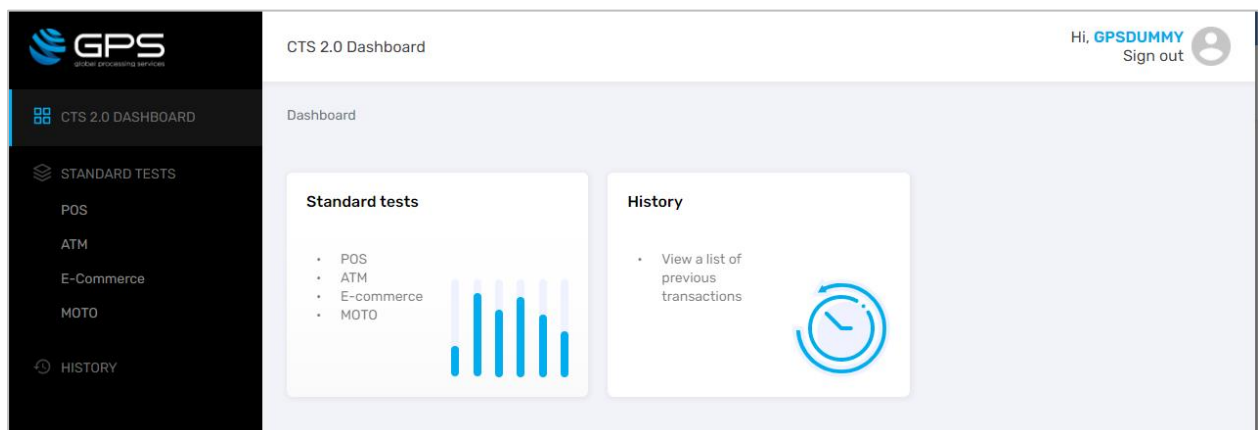 GPS
global processing services
CTS 2.0 Dashboard
Hi, GPSDUMMY
Sign out
CTS 2.0 DASHBOARD
STANDARD TESTS
POS
ATM
E-Commerce
MOTO
HISTORY
Dashboard
Standard tests
• POS
• ATM
• E-commerce
• MOTO
History
• View a list of
previous
transactions